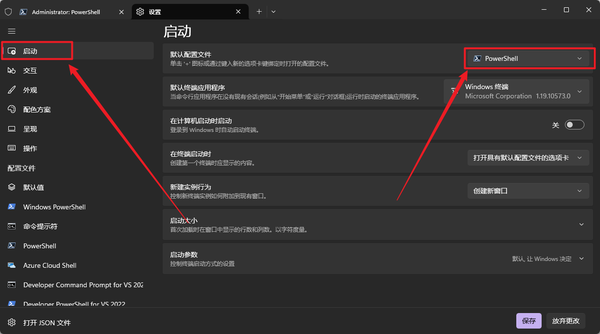 Administrator: PowerShell
设置
启动
交互
外观
配色方案
呈现
操作
配置文件
默认值
Windows PowerShell
命令提示符
PowerShell
Azure Cloud Shell
Developer Command Prompt for VS 202
Developer PowerShell for VS 2022
打开 JSON 文件
启动
默认配置文件
单击 '+' 图标或通过键入新的选项卡键绑定时打开的配置文件。
PowerShell
默认终端应用程序
当命令行应用程序在没有现有会话(例如从“开始菜单”或“运行”对话框)运行时启动的终端应用程序。
Windows 终端
Microsoft Corporation 1.19.10573.0
在计算机启动时启动
登录到 Windows 时自动启动终端。
关
在终端启动时
创建第一个终端时应显示的内容。
打开具有默认配置文件的选项卡
新建实例行为
控制新终端实例如何附加到现有窗口。
创建新窗口
启动大小
首次加载时在窗口中显示的行数和列数。以字符度量。
启动参数
控制终端启动方式的设置
默认, 让 Windows 决定
保存
放弃更改